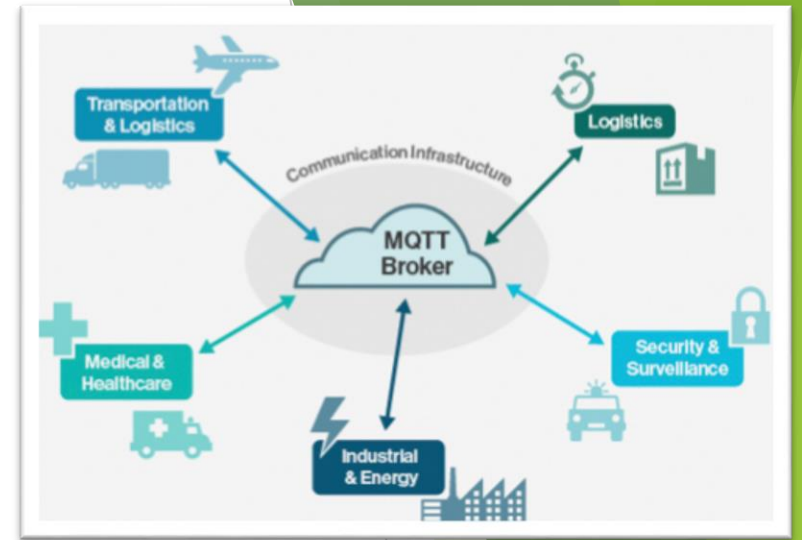 Transportation
& Logistics
Logistics
Communication Infrastructure
MQTT
Broker
Medical &
Healthcare
Security &
Surveillance
Industrial
& Energy